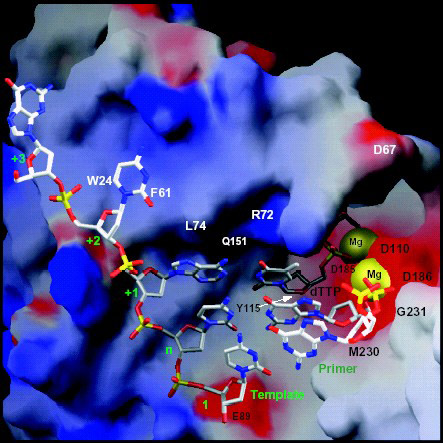 D67
+3
W24
F61
L74
R72
Q151
+2
Mg
D110
D185
Mg
D186
+1
dTTP
Y115
G231
n
M230
Primer
Template
1
E89